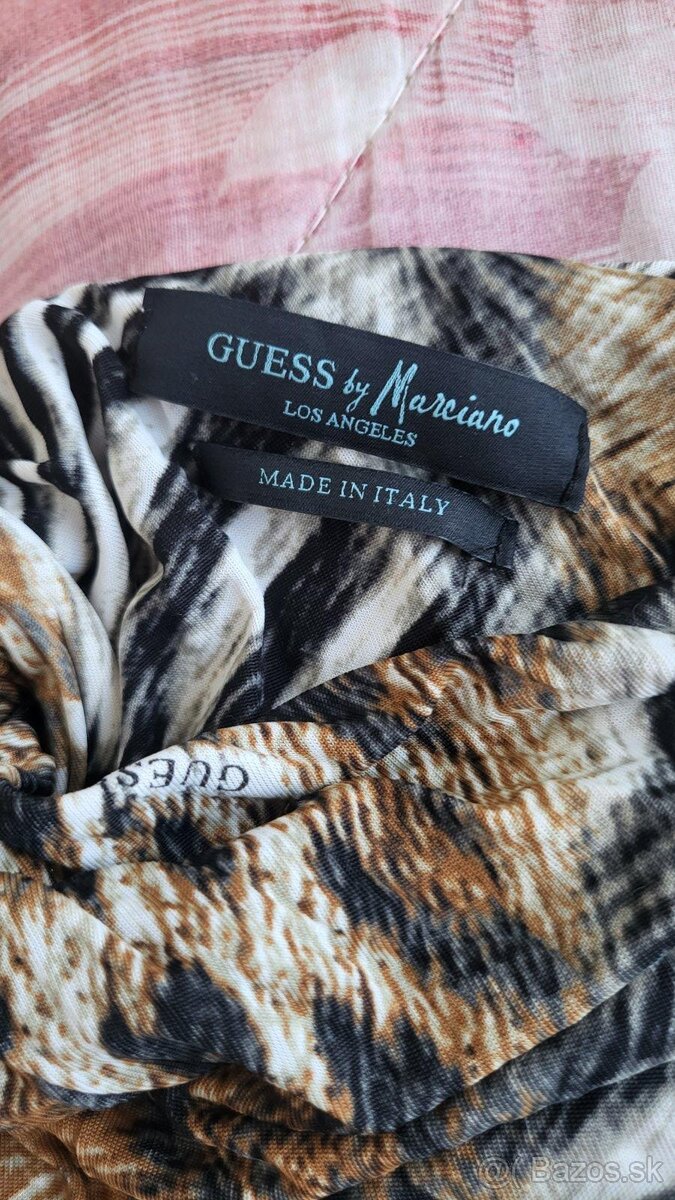 GUESS by Marciano
LOS ANGELES
MADE IN ITALY
GUESS
Bazos.sk